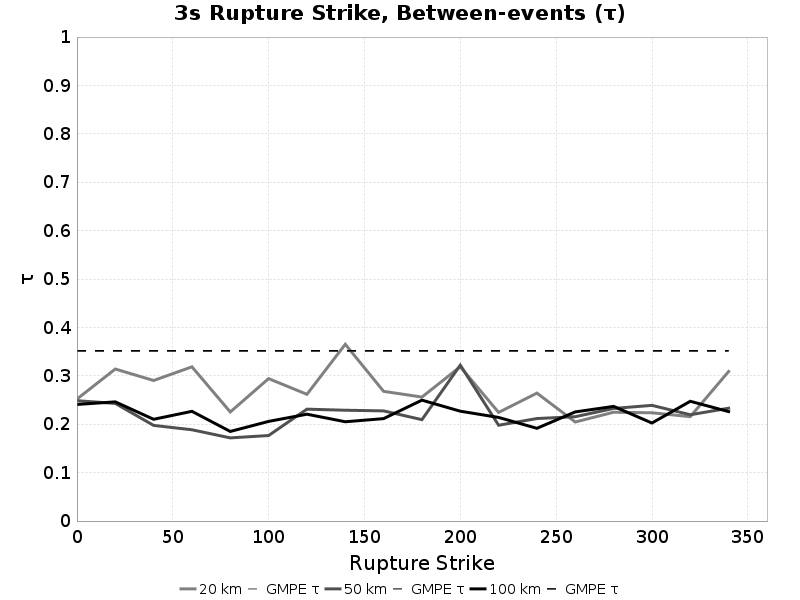 3s Rupture Strike, Between-events (τ)
1
0.9
0.8
0.7
0.6
0.5
0.4
0.3
0.2
0.1
0
τ
0 50 100 150 200 250 300 350
Rupture Strike
20 km GMPE τ 50 km GMPE τ 100 km GMPE τ